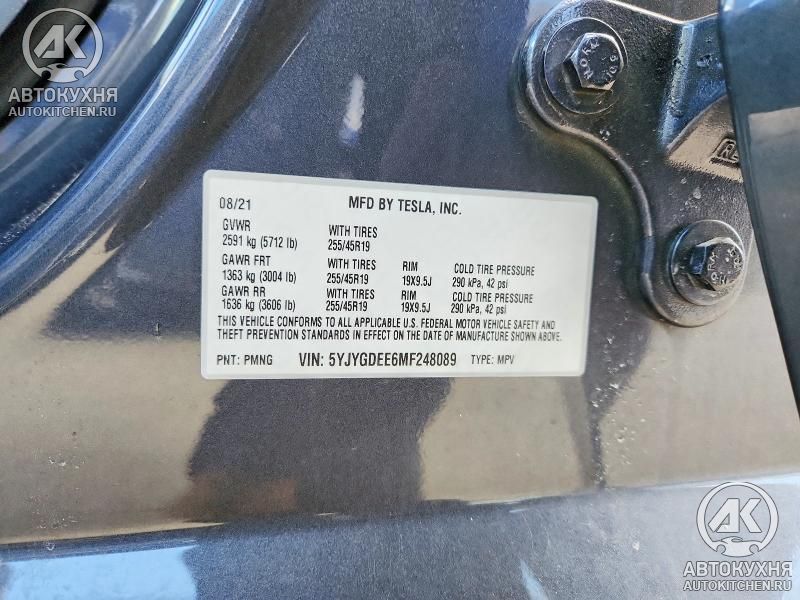 AK
АВТОКУХНЯ
AUTOKITCHEN.RU
08/21 MFD BY TESLA, INC.
GVWR WITH TIRES
2591 kg (5712 lb) 255/45R19
GAWR FRT WITH TIRES RIM COLD TIRE PRESSURE
1363 kg (3004 lb) 255/45R19 19X9.5J 290 kPa, 42 psi
GAWR RR WITH TIRES RIM COLD TIRE PRESSURE
1636 kg (3606 lb) 255/45R19 19X9.5J 290 kPa, 42 psi
THIS VEHICLE CONFORMS TO ALL APPLICABLE U.S. FEDERAL MOTOR VEHICLE SAFETY AND
THEFT PREVENTION STANDARDS IN EFFECT ON THE DATE OF MANUFACTURE SHOWN ABOVE.
PNT: PMNG VIN: 5YJYGDEE6MF248089 TYPE: MPV
AK
АВТОКУХНЯ
AUTOKITCHEN.RU